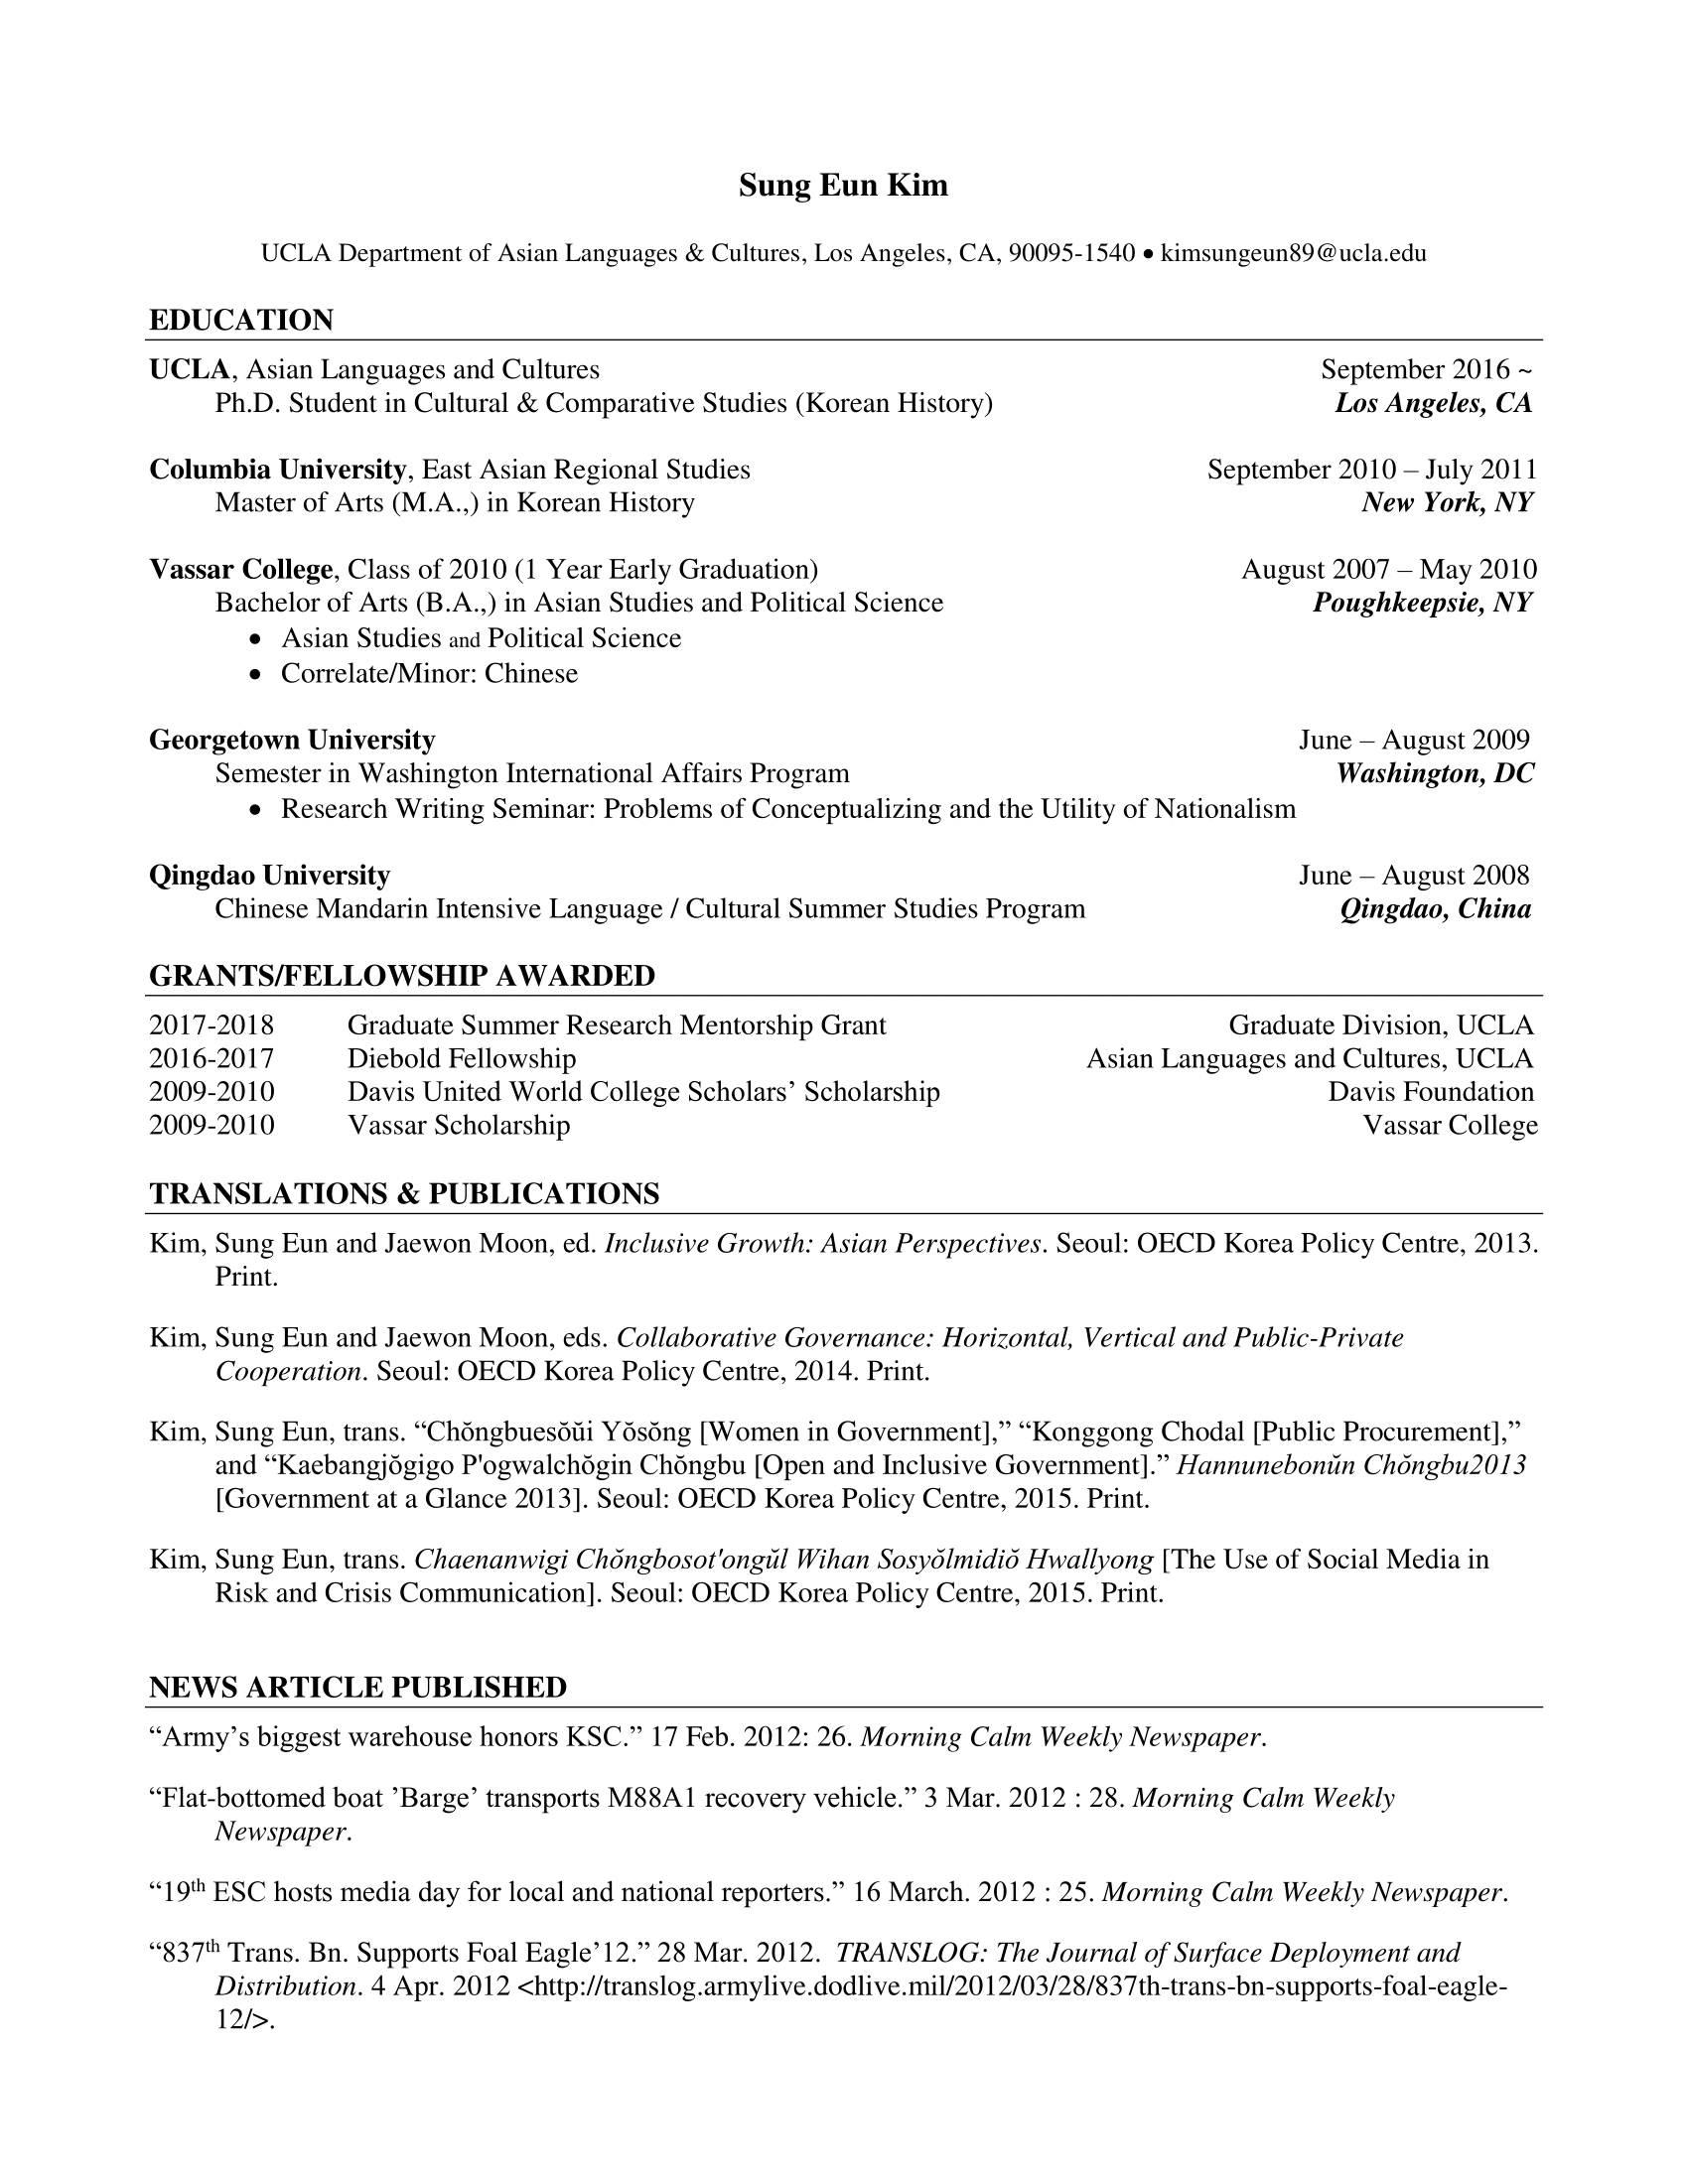 Sung Eun Kim
UCLA Department of Asian Languages & Cultures, Los Angeles, CA, 90095-1540 • kimsungeun89@ucla.edu
EDUCATION
UCLA, Asian Languages and Cultures September 2016 ~
Ph.D. Student in Cultural & Comparative Studies (Korean History) Los Angeles, CA
Columbia University, East Asian Regional Studies September 2010 – July 2011
Master of Arts (M.A.,) in Korean History New York, NY
Vassar College, Class of 2010 (1 Year Early Graduation) August 2007 – May 2010
Bachelor of Arts (B.A.,) in Asian Studies and Political Science Poughkeepsie, NY
• Asian Studies and Political Science
• Correlate/Minor: Chinese
Georgetown University June – August 2009
Semester in Washington International Affairs Program Washington, DC
• Research Writing Seminar: Problems of Conceptualizing and the Utility of Nationalism
Qingdao University June – August 2008
Chinese Mandarin Intensive Language / Cultural Summer Studies Program Qingdao, China
GRANTS/FELLOWSHIP AWARDED
2017-2018 Graduate Summer Research Mentorship Grant Graduate Division, UCLA
2016-2017 Diebold Fellowship Asian Languages and Cultures, UCLA
2009-2010 Davis United World College Scholars’ Scholarship Davis Foundation
2009-2010 Vassar Scholarship Vassar College
TRANSLATIONS & PUBLICATIONS
Kim, Sung Eun and Jaewon Moon, ed. Inclusive Growth: Asian Perspectives. Seoul: OECD Korea Policy Centre, 2013.
Print.
Kim, Sung Eun and Jaewon Moon, eds. Collaborative Governance: Horizontal, Vertical and Public-Private
Cooperation. Seoul: OECD Korea Policy Centre, 2014. Print.
Kim, Sung Eun, trans. “Chŏngbuesŏŭi Yŏsŏng [Women in Government],” “Konggong Chodal [Public Procurement],”
and “Kaebangjŏgigo P'ogwalchŏgin Chŏngbu [Open and Inclusive Government].” Hannunebonŭn Chŏngbu2013
[Government at a Glance 2013]. Seoul: OECD Korea Policy Centre, 2015. Print.
Kim, Sung Eun, trans. Chaenanwigi Chŏngbosot'ongŭl Wihan Sosyŏlmidiŏ Hwallyong [The Use of Social Media in
Risk and Crisis Communication]. Seoul: OECD Korea Policy Centre, 2015. Print.
NEWS ARTICLE PUBLISHED
“Army’s biggest warehouse honors KSC.” 17 Feb. 2012: 26. Morning Calm Weekly Newspaper.
“Flat-bottomed boat ’Barge’ transports M88A1 recovery vehicle.” 3 Mar. 2012 : 28. Morning Calm Weekly
Newspaper.
“19th ESC hosts media day for local and national reporters.” 16 March. 2012 : 25. Morning Calm Weekly Newspaper.
“837th Trans. Bn. Supports Foal Eagle’12.” 28 Mar. 2012. TRANSLOG: The Journal of Surface Deployment and
Distribution. 4 Apr. 2012 <http://translog.armylive.dodlive.mil/2012/03/28/837th-trans-bn-supports-foal-eagle-
12/>.